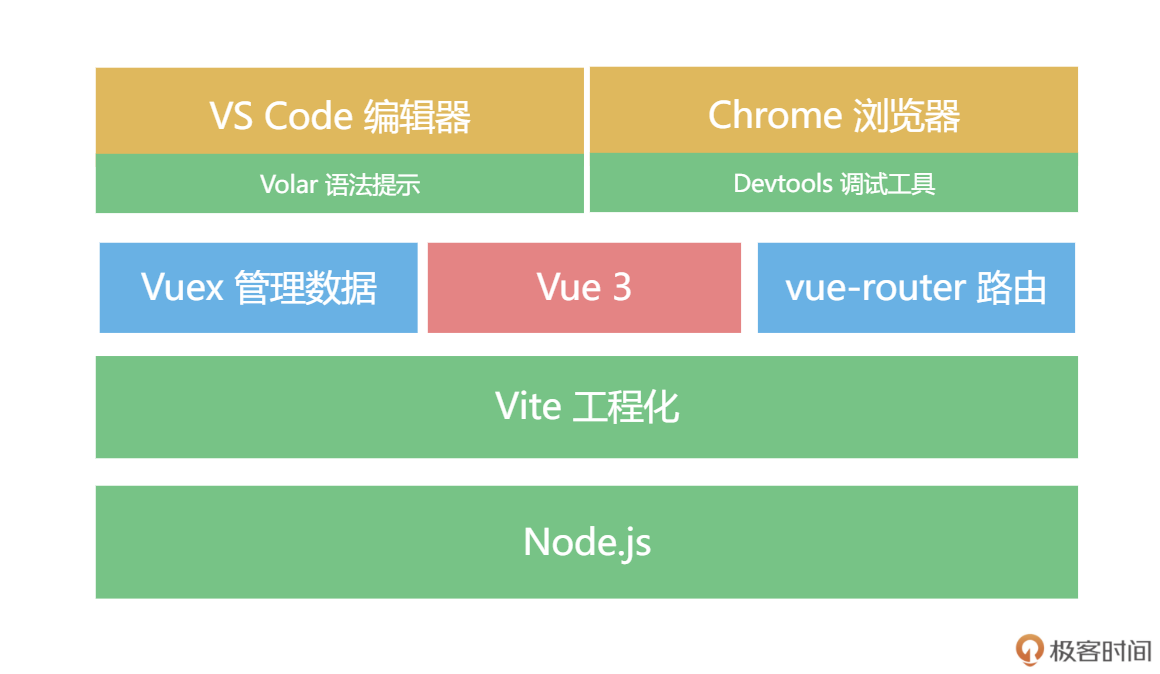 VS Code 编辑器
Chrome 浏览器
Volar 语法提示
Devtools 调试工具
Vuex 管理数据
Vue 3
vue-router 路由
Vite 工程化
Node.js
极客时间